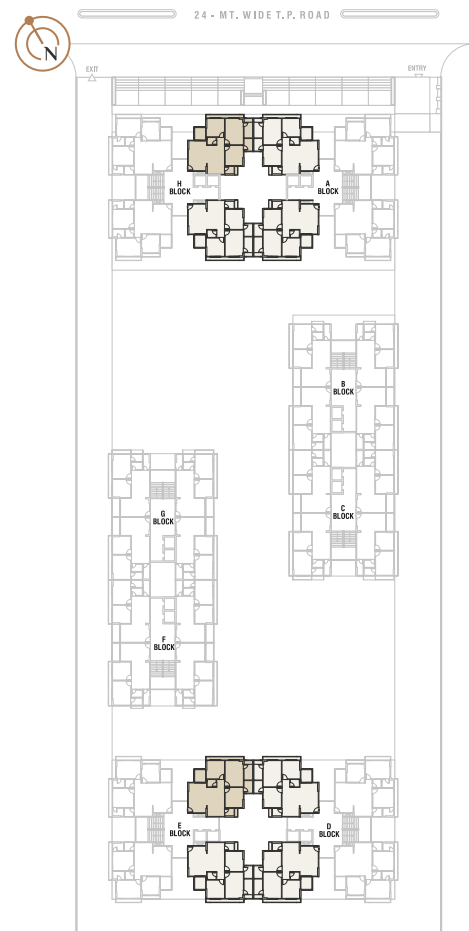 24 - MT. WIDE T.P. ROAD
N
EXIT
ENTRY
H
BLOCK
A
BLOCK
B
BLOCK
C
BLOCK
G
BLOCK
F
BLOCK
E
BLOCK
D
BLOCK